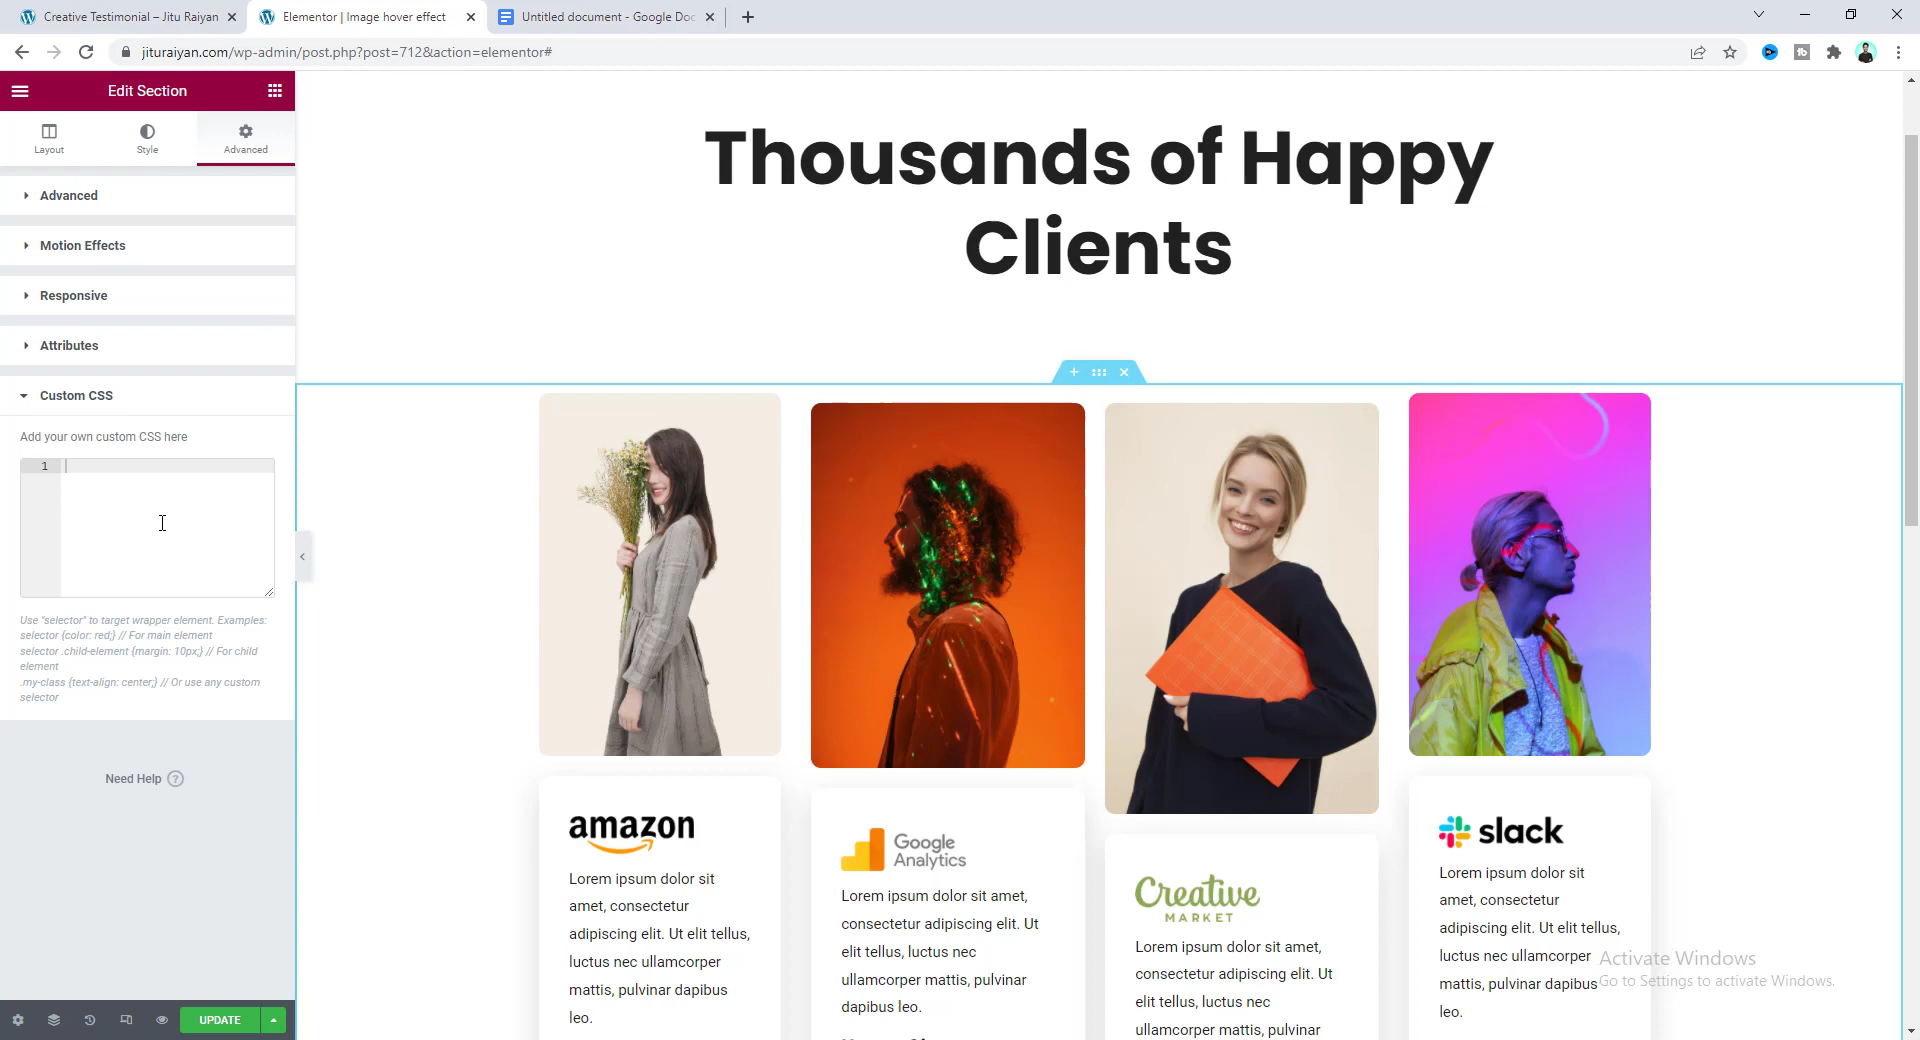 Creative Testimonial – Jitu Raiyan
Elementor | Image hover effect
Untitled document - Google Doc
jituraiyan.com/wp-admin/post.php?post=712&action=elementor#
Edit Section
Layout
Style
Advanced
Advanced
Motion Effects
Responsive
Attributes
Custom CSS
Add your own custom CSS here
1
Use "selector" to target wrapper element. Examples:
selector {color: red;} // For main element
selector .child-element {margin: 10px;} // For child
element
.my-class {text-align: center;} // Or use any custom
selector
Need Help ?
UPDATE
Thousands of Happy
Clients
amazon
Lorem ipsum dolor sit
amet, consectetur
adipiscing elit. Ut elit tellus,
luctus nec ullamcorper
mattis, pulvinar dapibus
leo.
Google
Analytics
Lorem ipsum dolor sit amet,
consectetur adipiscing elit. Ut
elit tellus, luctus nec
ullamcorper mattis, pulvinar
dapibus leo.
Creative
MARKET
Lorem ipsum dolor sit amet,
consectetur adipiscing elit. Ut
elit tellus, luctus nec
ullamcorper mattis, pulvinar
slack
Lorem ipsum dolor sit
amet, consectetur
adipiscing elit. Ut elit tellus,
luctus nec ullamcorper
mattis, pulvinar dapibus
leo.
Activate Windows
Go to Settings to activate Windows.